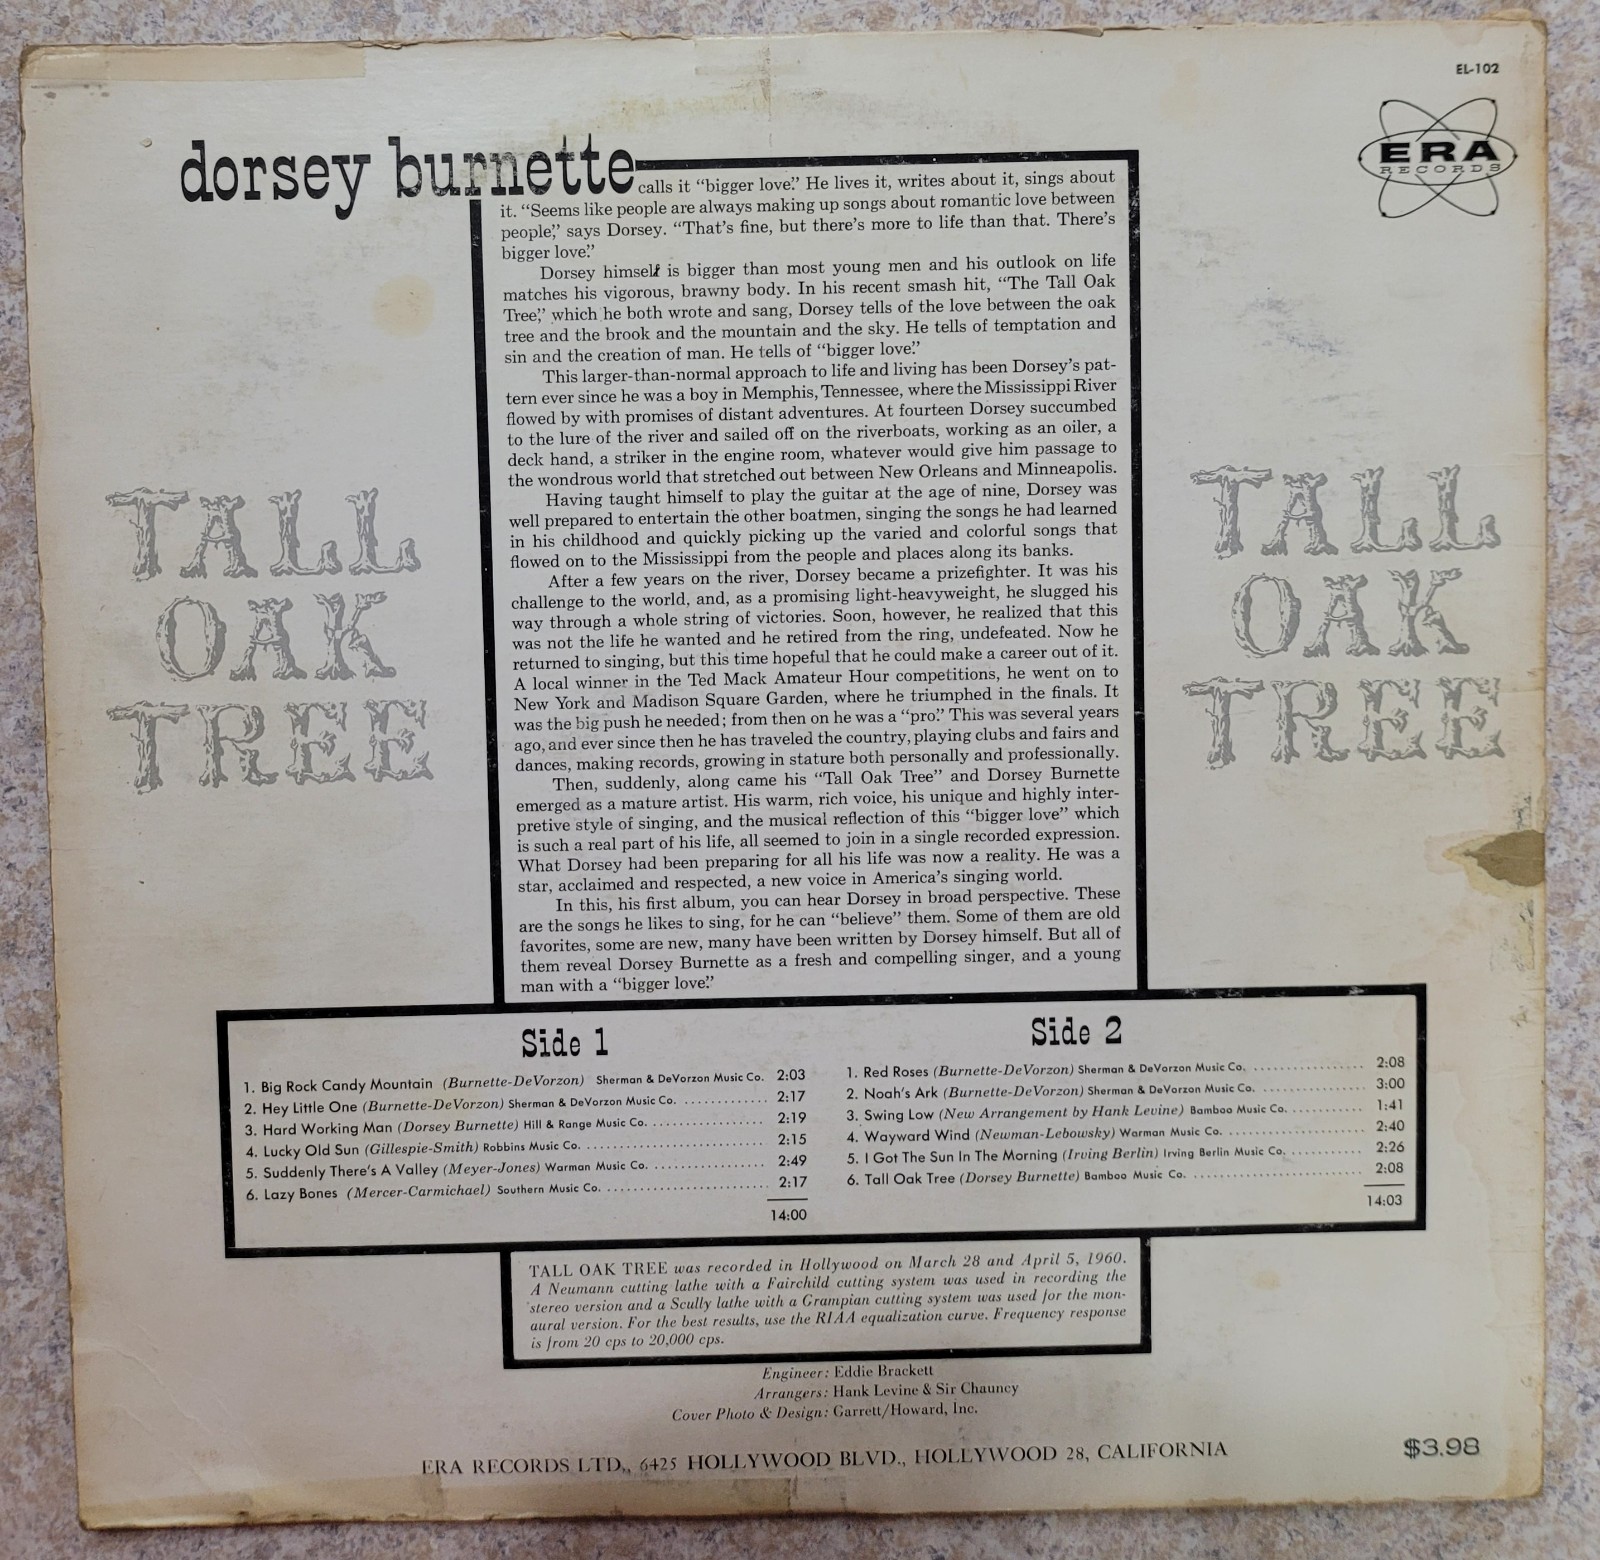 EL-102
ERA
RECORDS
dorsey burnette
calls it “bigger love.” He lives it, writes about it, sings about
it. “Seems like people are always making up songs about romantic love between
people,” says Dorsey. “That’s fine, but there’s more to life than that. There’s
bigger love.”
Dorsey himself is bigger than most young men and his outlook on life
matches his vigorous, brawny body. In his recent smash hit, “The Tall Oak
Tree,” which he both wrote and sang, Dorsey tells of the love between the oak
tree and the brook and the mountain and the sky. He tells of temptation and
sin and the creation of man. He tells of “bigger love.”
This larger-than-normal approach to life and living has been Dorsey’s pat-
tern ever since he was a boy in Memphis, Tennessee, where the Mississippi River
flowed by with promises of distant adventures. At fourteen Dorsey succumbed
to the lure of the river and sailed off on the riverboats, working as an oiler, a
deck hand, a striker in the engine room, whatever would give him passage to
the wondrous world that stretched out between New Orleans and Minneapolis.
Having taught himself to play the guitar at the age of nine, Dorsey was
well prepared to entertain the other boatmen, singing the songs he had learned
in his childhood and quickly picking up the varied and colorful songs that
flowed on to the Mississippi from the people and places along its banks.
After a few years on the river, Dorsey became a prizefighter. It was his
challenge to the world, and, as a promising light-heavyweight, he slugged his
way through a whole string of victories. Soon, however, he realized that this
was not the life he wanted and he retired from the ring, undefeated. Now he
returned to singing, but this time hopeful that he could make a career out of it.
A local winner in the Ted Mack Amateur Hour competitions, he went on to
New York and Madison Square Garden, where he triumphed in the finals. It
was the big push he needed; from then on he was a “pro.” This was several years
ago, and ever since then he has traveled the country, playing clubs and fairs and
dances, making records, growing in stature both personally and professionally.
Then, suddenly, along came his “Tall Oak Tree” and Dorsey Burnette
emerged as a mature artist. His warm, rich voice, his unique and highly inter-
pretive style of singing, and the musical reflection of this “bigger love” which
is such a real part of his life, all seemed to join in a single recorded expression.
What Dorsey had been preparing for all his life was now a reality. He was a
star, acclaimed and respected, a new voice in America’s singing world.
In this, his first album, you can hear Dorsey in broad perspective. These
are the songs he likes to sing, for he can “believe” them. Some of them are old
favorites, some are new, many have been written by Dorsey himself. But all of
them reveal Dorsey Burnette as a fresh and compelling singer, and a young
man with a “bigger love.”
TALL
OAK
TREE
TALL
OAK
TREE
Side 1
1. Big Rock Candy Mountain (Burnette-DeVorzon) Sherman & DeVorzon Music Co. 2:03
2. Hey Little One (Burnette-DeVorzon) Sherman & DeVorzon Music Co. ............ 2:17
3. Hard Working Man (Dorsey Burnette) Hill & Range Music Co. ................ 2:19
4. Lucky Old Sun (Gillespie-Smith) Robbins Music Co. ......................... 2:15
5. Suddenly There’s A Valley (Meyer-Jones) Warman Music Co. ................ 2:49
6. Lazy Bones (Mercer-Carmichael) Southern Music Co. ....................... 2:17
14:00
Side 2
1. Red Roses (Burnette-DeVorzon) Sherman & DeVorzon Music Co. ............... 2:08
2. Noah’s Ark (Burnette-DeVorzon) Sherman & DeVorzon Music Co. .............. 3:00
3. Swing Low (New Arrangement by Hank Levine) Bamboo Music Co. ........... 1:41
4. Wayward Wind (Newman-Lebowsky) Warman Music Co. ................... 2:40
5. I Got The Sun In The Morning (Irving Berlin) Irving Berlin Music Co. ........... 2:26
6. Tall Oak Tree (Dorsey Burnette) Bamboo Music Co. ........................ 2:08
14:03
TALL OAK TREE was recorded in Hollywood on March 28 and April 5, 1960.
A Neumann cutting lathe with a Fairchild cutting system was used in recording the
stereo version and a Scully lathe with a Grampian cutting system was used for the mon-
aural version. For the best results, use the RIAA equalization curve. Frequency response
is from 20 cps to 20,000 cps.
Engineer: Eddie Brackett
Arrangers: Hank Levine & Sir Chauncy
Cover Photo & Design: Garrett/Howard, Inc.
ERA RECORDS LTD., 6425 HOLLYWOOD BLVD., HOLLYWOOD 28, CALIFORNIA
$3.98